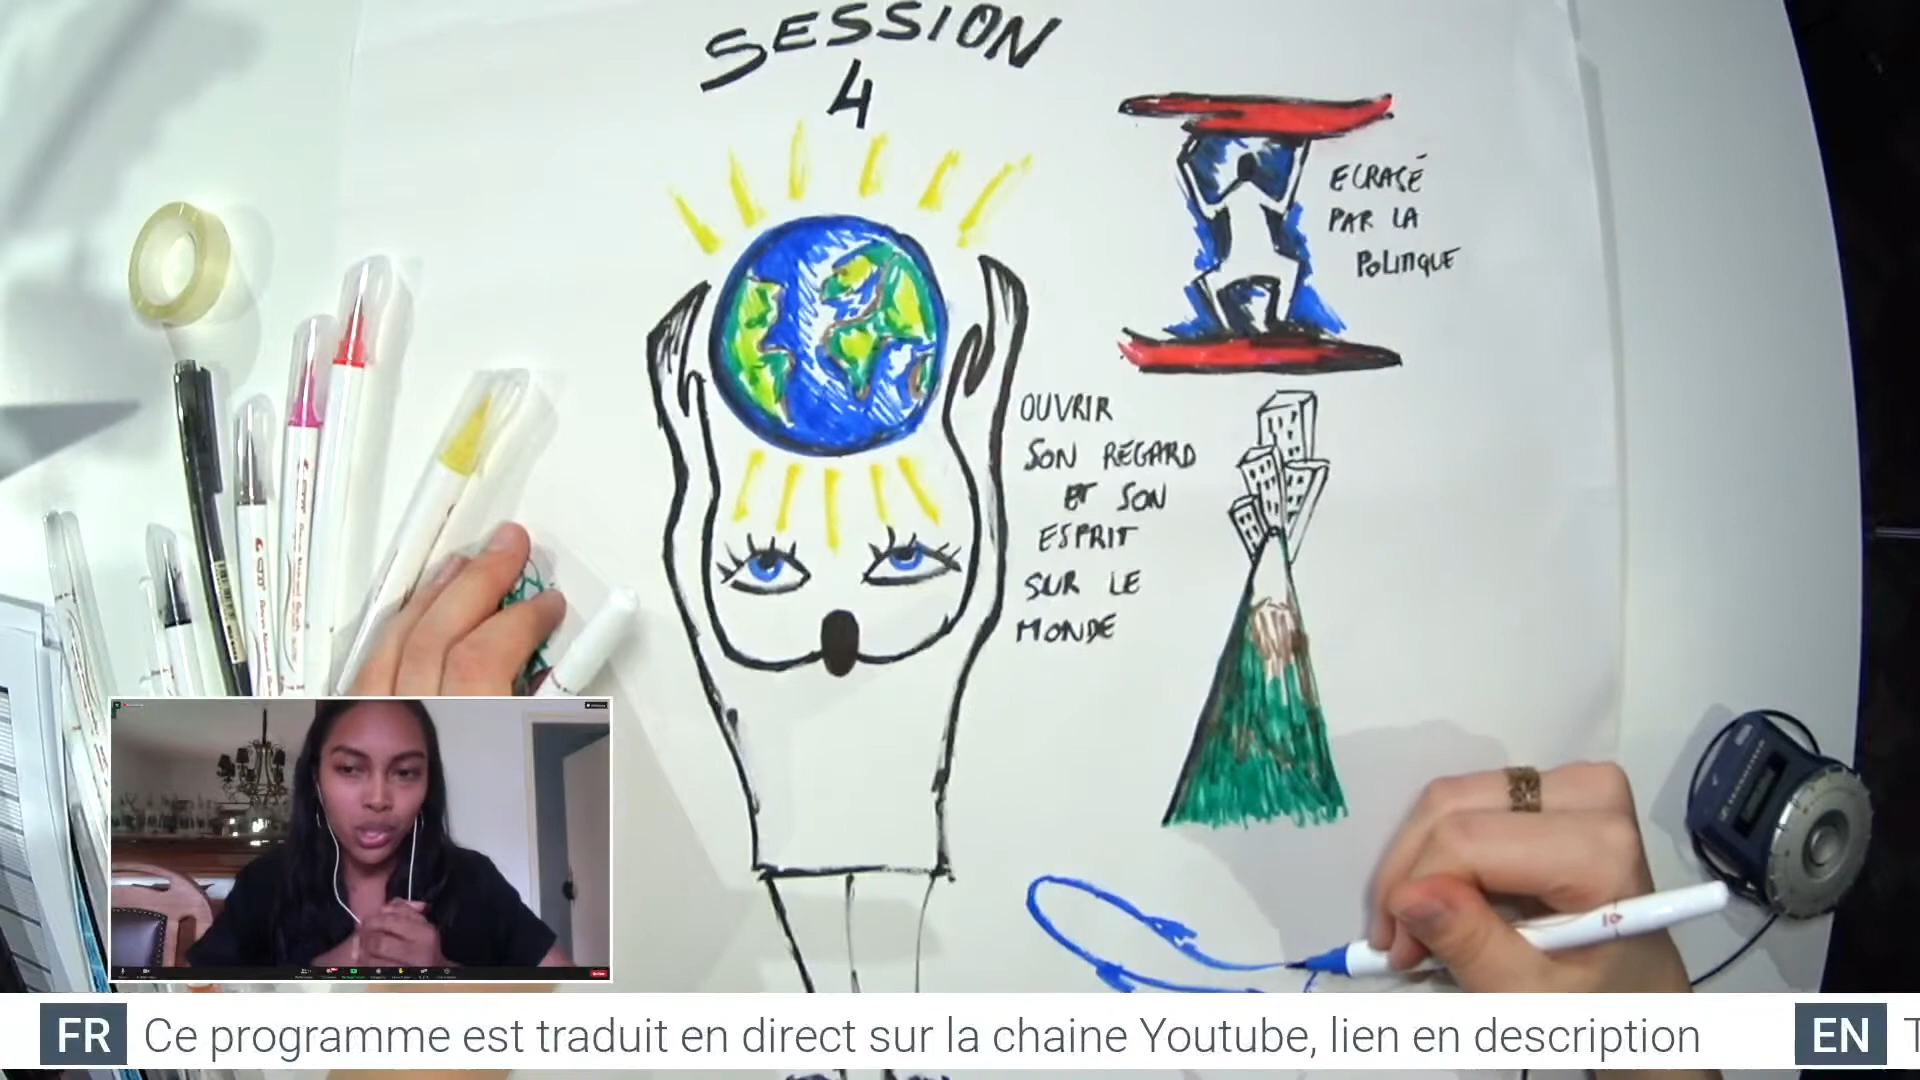 SESSION
4
ECRASÉ
PAR LA
POLITIQUE
OUVRIR
SON REGARD
ET SON
ESPRIT
SUR LE
MONDE
FR Ce programme est traduit en direct sur la chaine Youtube, lien en description EN T